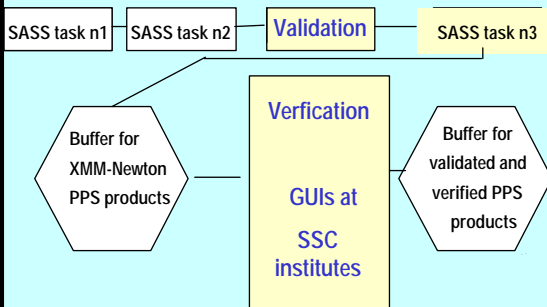 SASS task n1
SASS task n2
Validation
SASS task n3
Buffer for
XMM-Newton
PPS products
Verfication
GUIs at
SSC
institutes
Buffer for
validated and
verified PPS
products